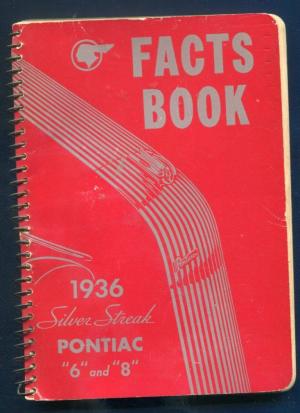 FACTS
BOOK
1936
Silver Streak
PONTIAC
"6" and "8"